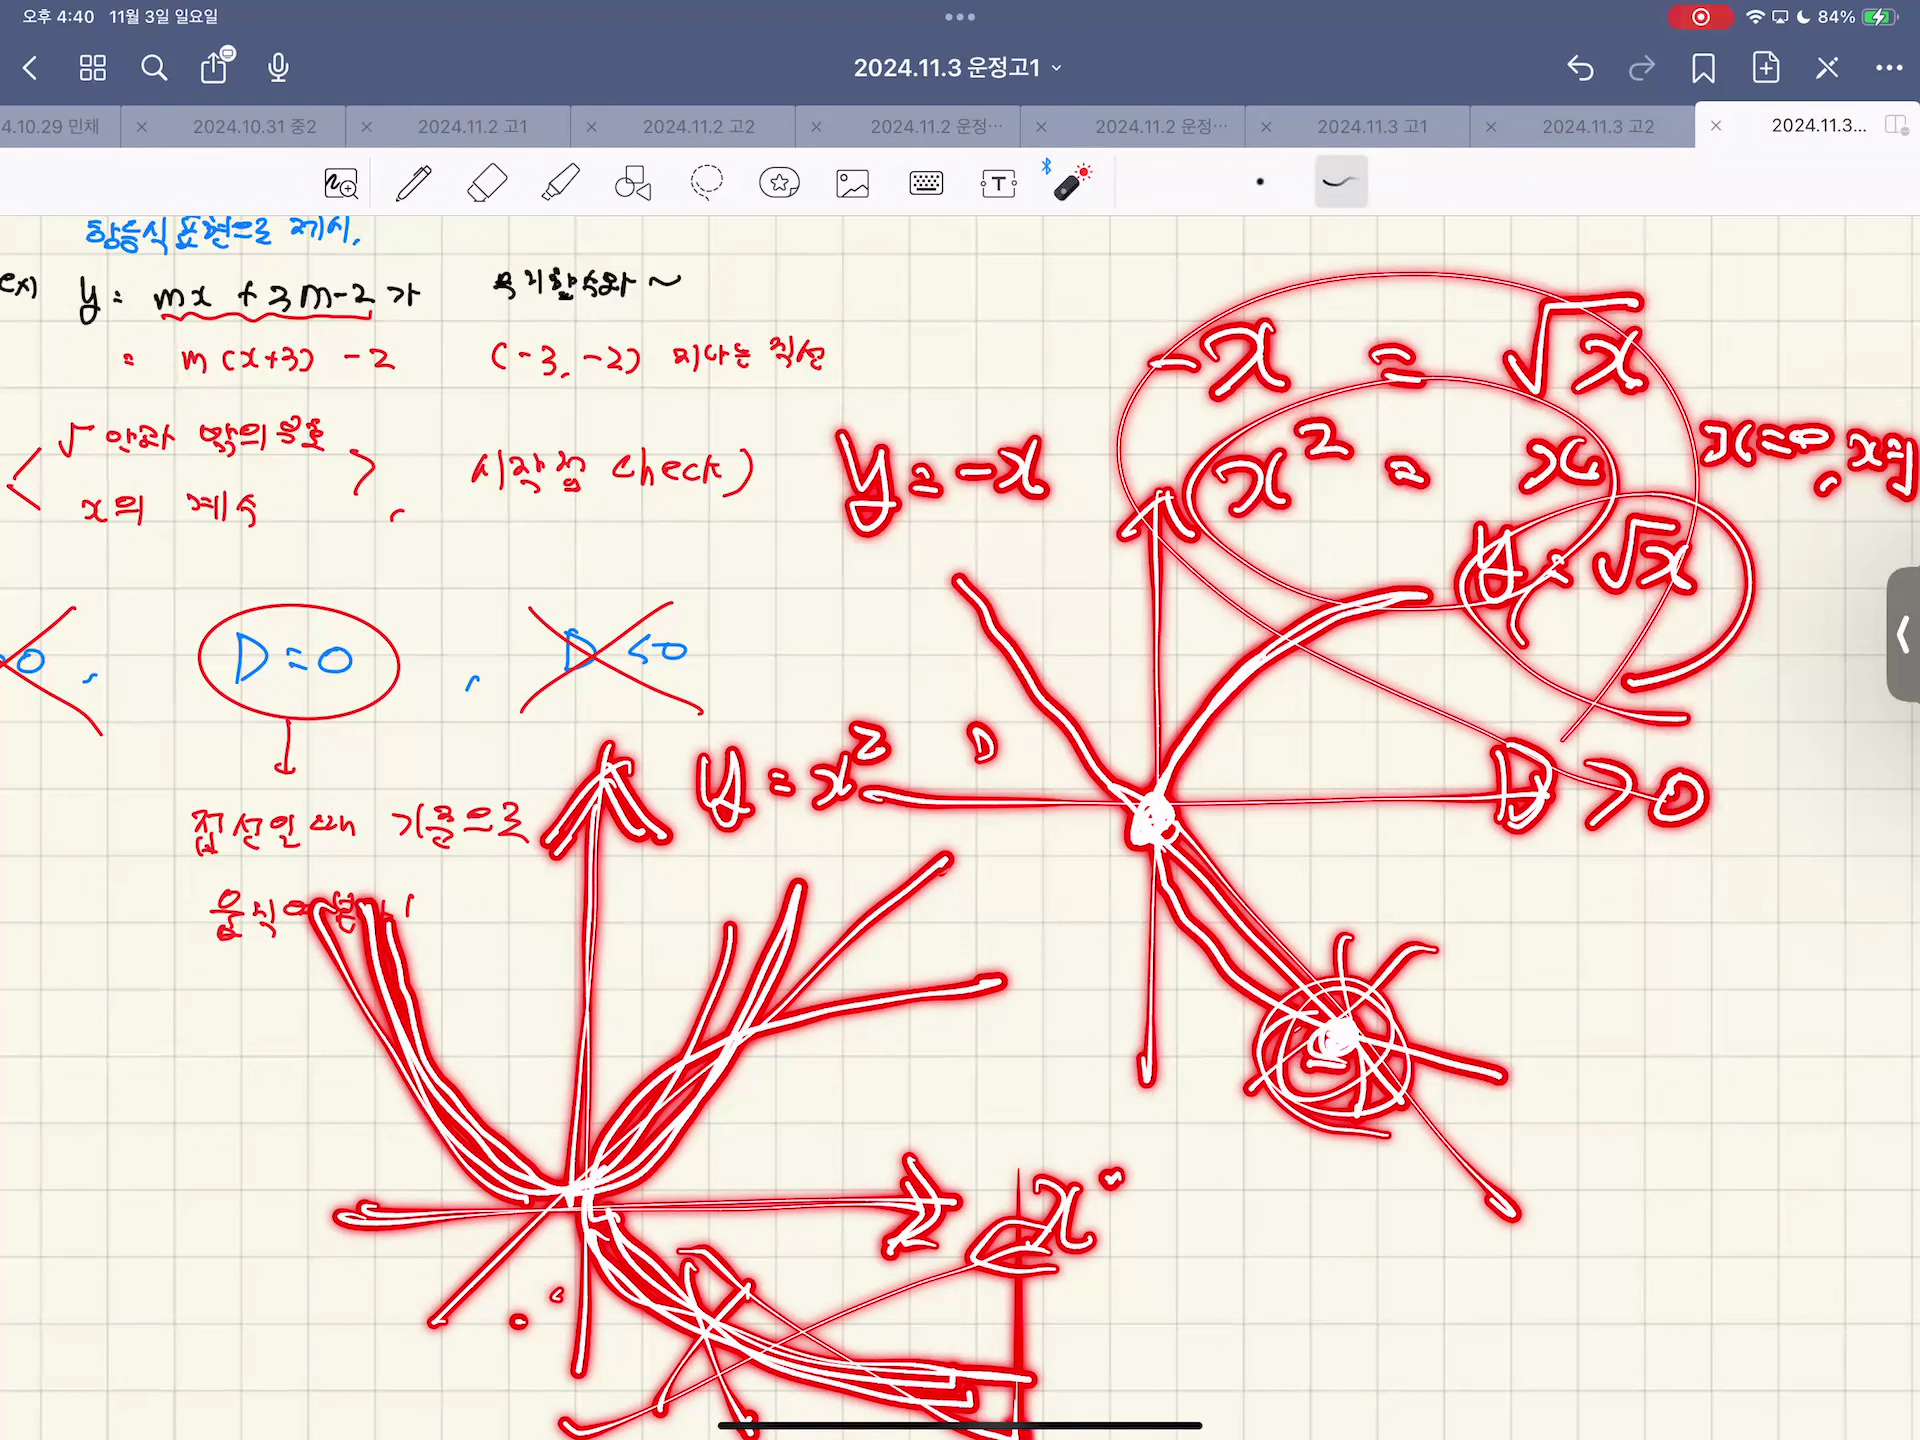 오후 4:40 11월 3일 일요일
84%
2024.11.3 운정고1
4.10.29 민채
2024.10.31 중2
2024.11.2 고1
2024.11.2 고2
2024.11.2 운정…
2024.11.2 운정…
2024.11.3 고1
2024.11.3 고2
2024.11.3...
항등식 표현으로 제시.
ex) y = mx + 3m-2 가
= m(x+3) -2 (-3, -2) 지나는 직선
√ 안과 밖의 부호
x의 계수 , 시작점 check)
-x = √x
x² = x x=0, x=1
y = -x
y = √x
0 , D=0 , D<0
접선일 때 기준으로
y = x²
D
D>0
x